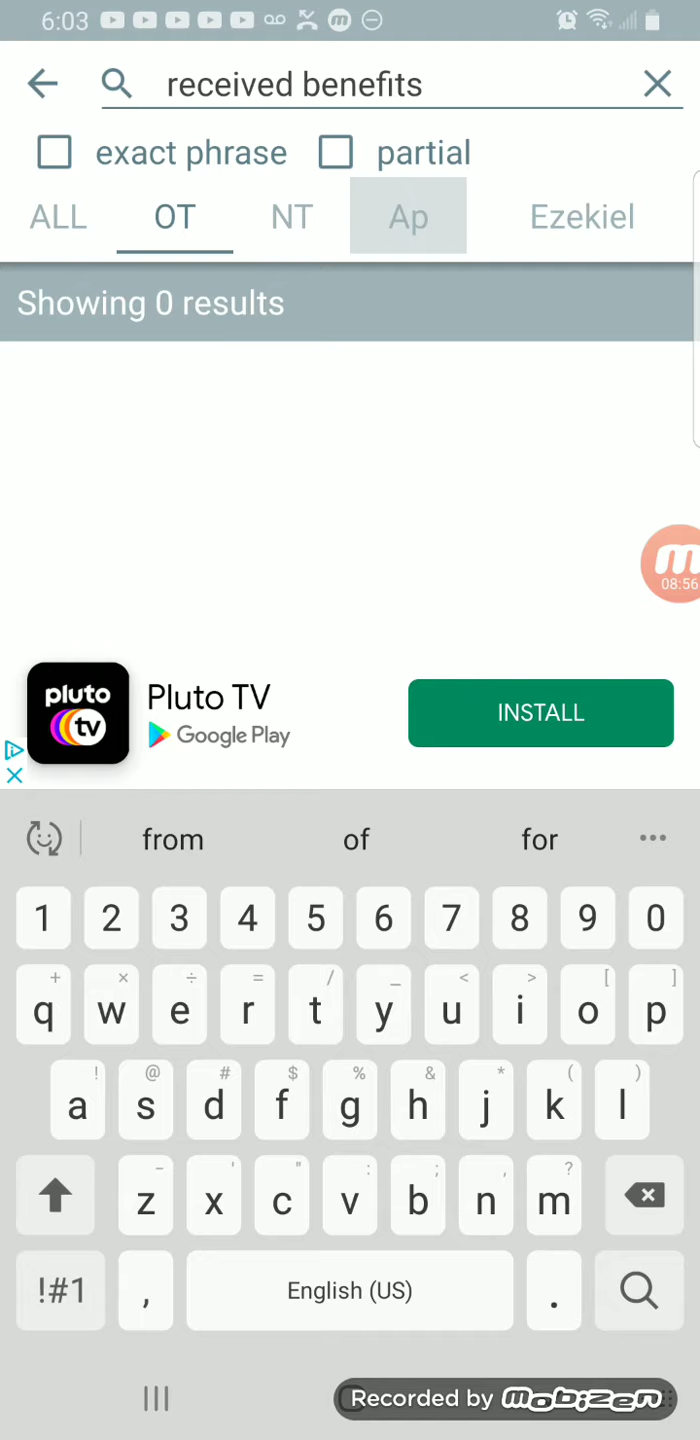 6:03
received benefits
exact phrase partial
ALL OT NT Ap Ezekiel
Showing 0 results
m
08:56
pluto tv
Pluto TV
Google Play
INSTALL
from of for
1 2 3 4 5 6 7 8 9 0
+ × ÷ = / _ < > [ ]
q w e r t y u i o p
! @ # $ % & * ( )
a s d f g h j k l
- ' " : ; , ?
z x c v b n m
!#1 , English (US) .
Recorded by mobizen